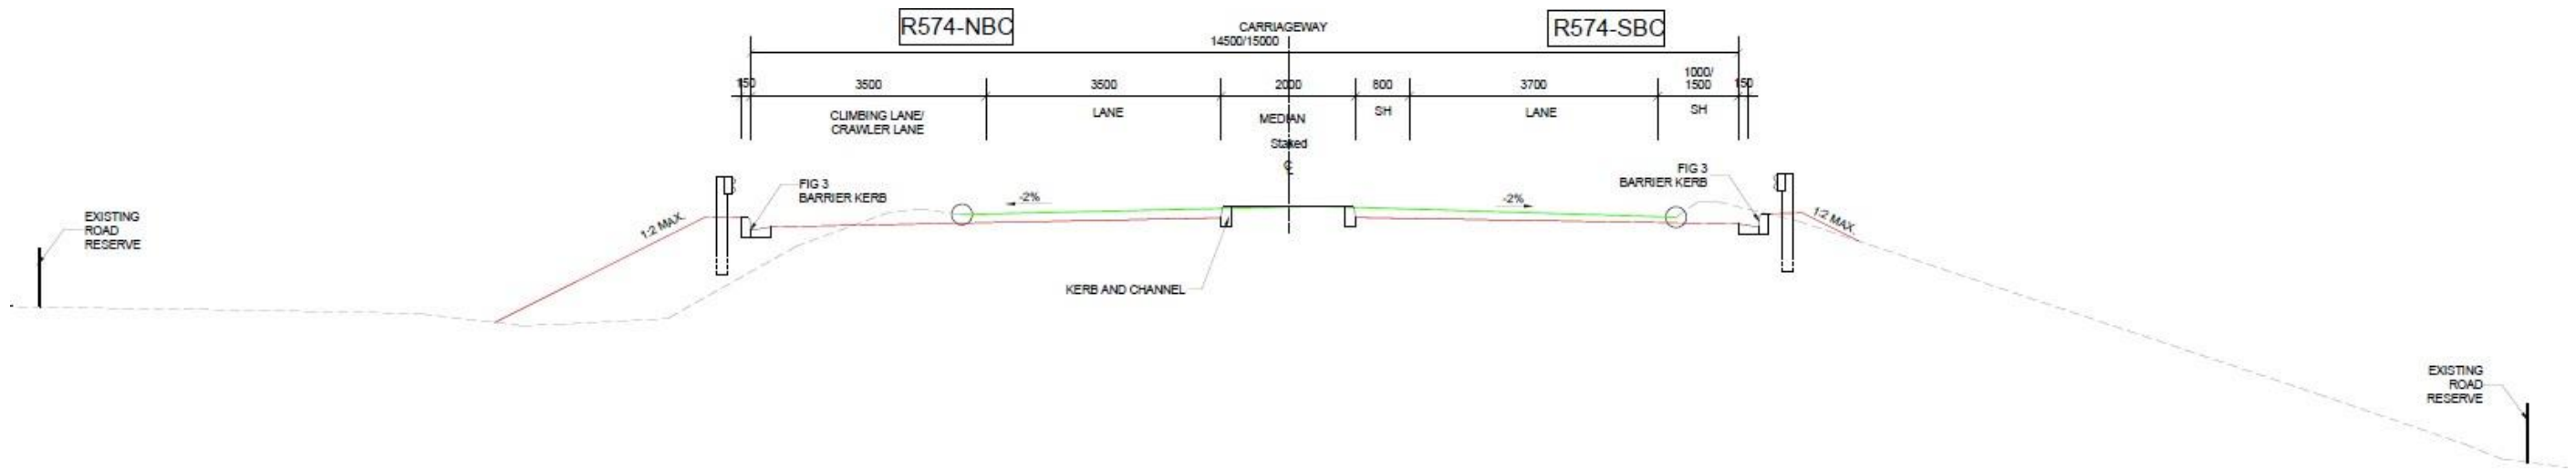 R574-NBC
CARRIAGEWAY
14500/15000
R574-SBC
150
3500
3500
2000
800
3700
1000/
1500
150
CLIMBING LANE/
CRAWLER LANE
LANE
MEDIAN
SH
LANE
SH
Staked
℄
FIG 3
BARRIER KERB
FIG 3
BARRIER KERB
-2%
-2%
1:2 MAX.
1:2 MAX.
EXISTING
ROAD
RESERVE
KERB AND CHANNEL
EXISTING
ROAD
RESERVE